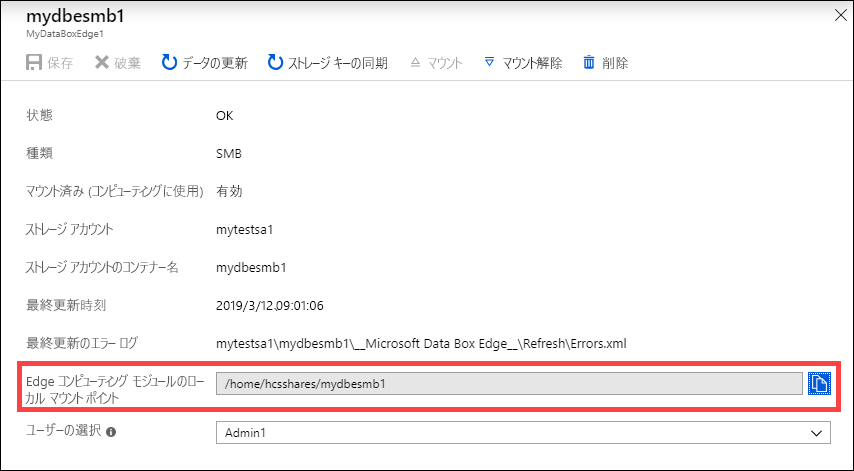 mydbesmb1
MyDataBoxEdge1
保存 破棄 データの更新 ストレージ キーの同期 マウント マウント解除 削除
状態 OK
種類 SMB
マウント済み (コンピューティングに使用) 有効
ストレージ アカウント mytestsa1
ストレージ アカウントのコンテナー名 mydbesmb1
最終更新時刻 2019/3/12.09:01:06
最終更新のエラー ログ mytestsa1\mydbesmb1\__Microsoft Data Box Edge__\Refresh\Errors.xml
Edge コンピューティング モジュールのロー
カル マウント ポイント /home/hcsshares/mydbesmb1
ユーザーの選択 Admin1